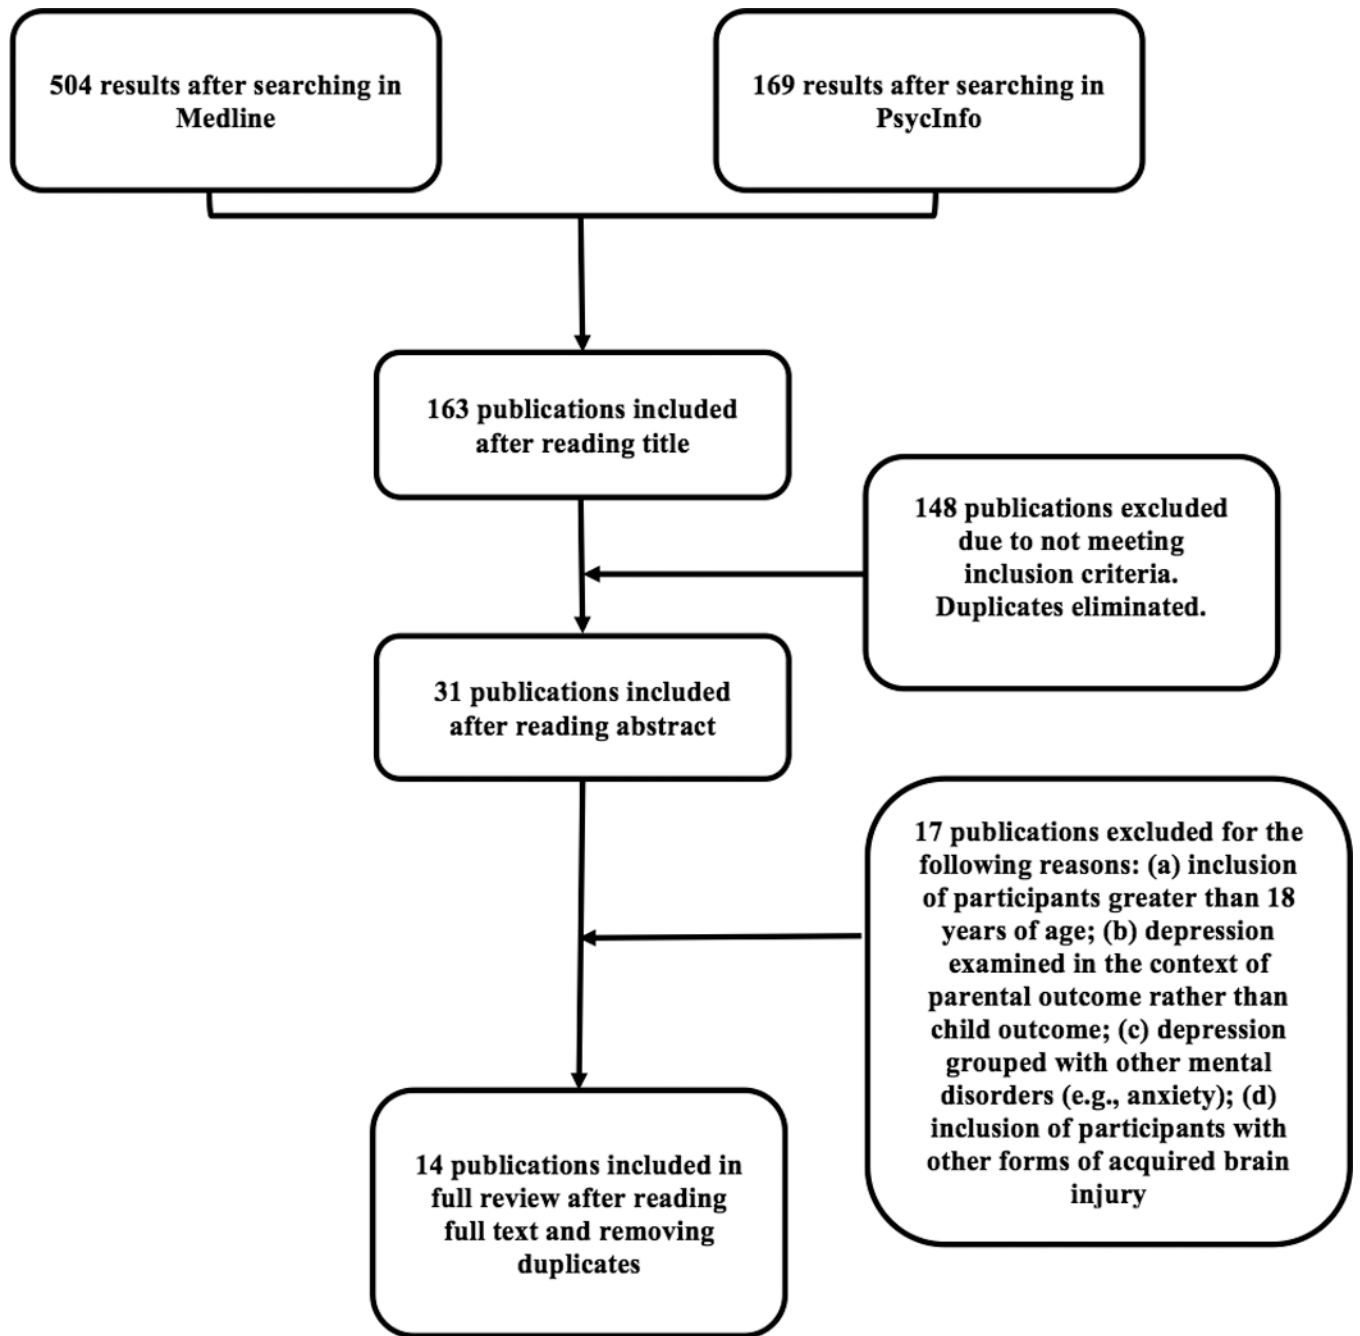 504 results after searching in
Medline
169 results after searching in
PsycInfo
163 publications included
after reading title
148 publications excluded
due to not meeting
inclusion criteria.
Duplicates eliminated.
31 publications included
after reading abstract
17 publications excluded for the
following reasons: (a) inclusion
of participants greater than 18
years of age; (b) depression
examined in the context of
parental outcome rather than
child outcome; (c) depression
grouped with other mental
disorders (e.g., anxiety); (d)
inclusion of participants with
other forms of acquired brain
injury
14 publications included in
full review after reading
full text and removing
duplicates